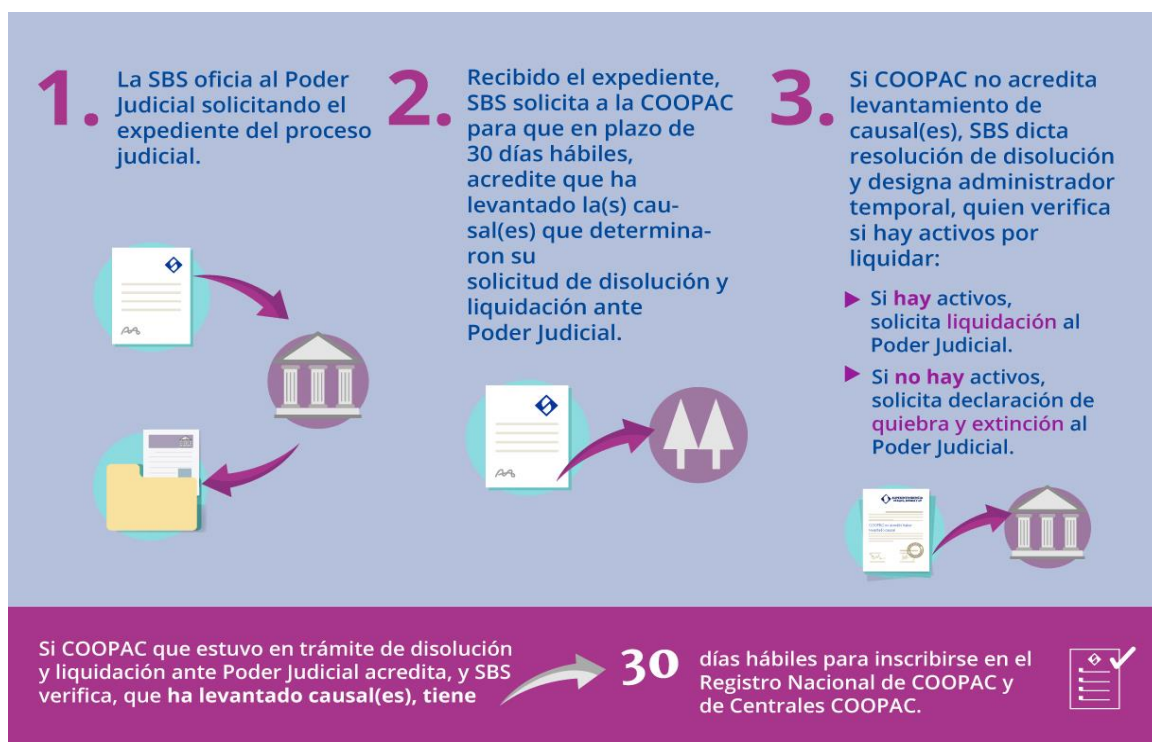 1.
La SBS oficia al Poder
Judicial solicitando el
expediente del proceso
judicial.
2.
Recibido el expediente,
SBS solicita a la COOPAC
para que en plazo de
30 días hábiles,
acredite que ha
levantado la(s) cau-
sal(es) que determina-
ron su
solicitud de disolución y
liquidación ante
Poder Judicial.
3.
Si COOPAC no acredita
levantamiento de
causal(es), SBS dicta
resolución de disolución
y designa administrador
temporal, quien verifica
si hay activos por
liquidar:
Si hay activos,
solicita liquidación al
Poder Judicial.
Si no hay activos,
solicita declaración de
quiebra y extinción al
Poder Judicial.
SUPERINTENDENCIA
Si COOPAC que estuvo en trámite de disolución
y liquidación ante Poder Judicial acredita, y SBS
verifica, que ha levantado causal(es), tiene
30
días hábiles para inscribirse en el
Registro Nacional de COOPAC y
de Centrales COOPAC.